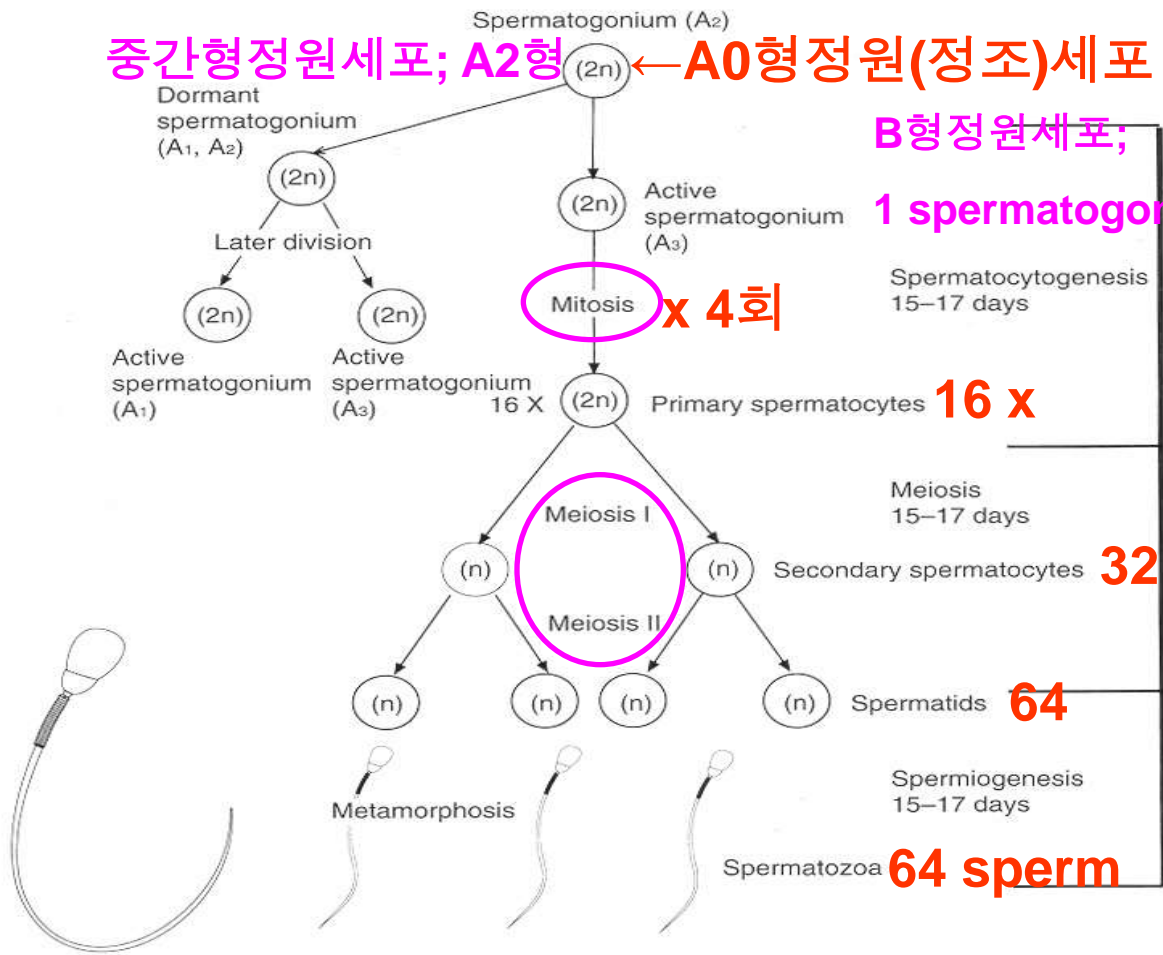 Spermatogonium (A₂)
중간형정원세포; A2형
(2n)
←A0형정원(정조)세포
Dormant
spermatogonium
(A₁, A₂)
B형정원세포;
(2n)
(2n)
Active
spermatogonium
(A₃)
1 spermatogon
Later division
Spermatocytogenesis
15–17 days
(2n)
(2n)
Mitosis
x 4회
Active
spermatogonium
(A₁)
Active
spermatogonium
(A₃)
16 X
(2n)
Primary spermatocytes
16 x
Meiosis
15–17 days
Meiosis I
(n)
(n)
Secondary spermatocytes
32
Meiosis II
(n)
(n)
(n)
(n)
Spermatids
64
Metamorphosis
Spermiogenesis
15–17 days
Spermatozoa
64 sperm